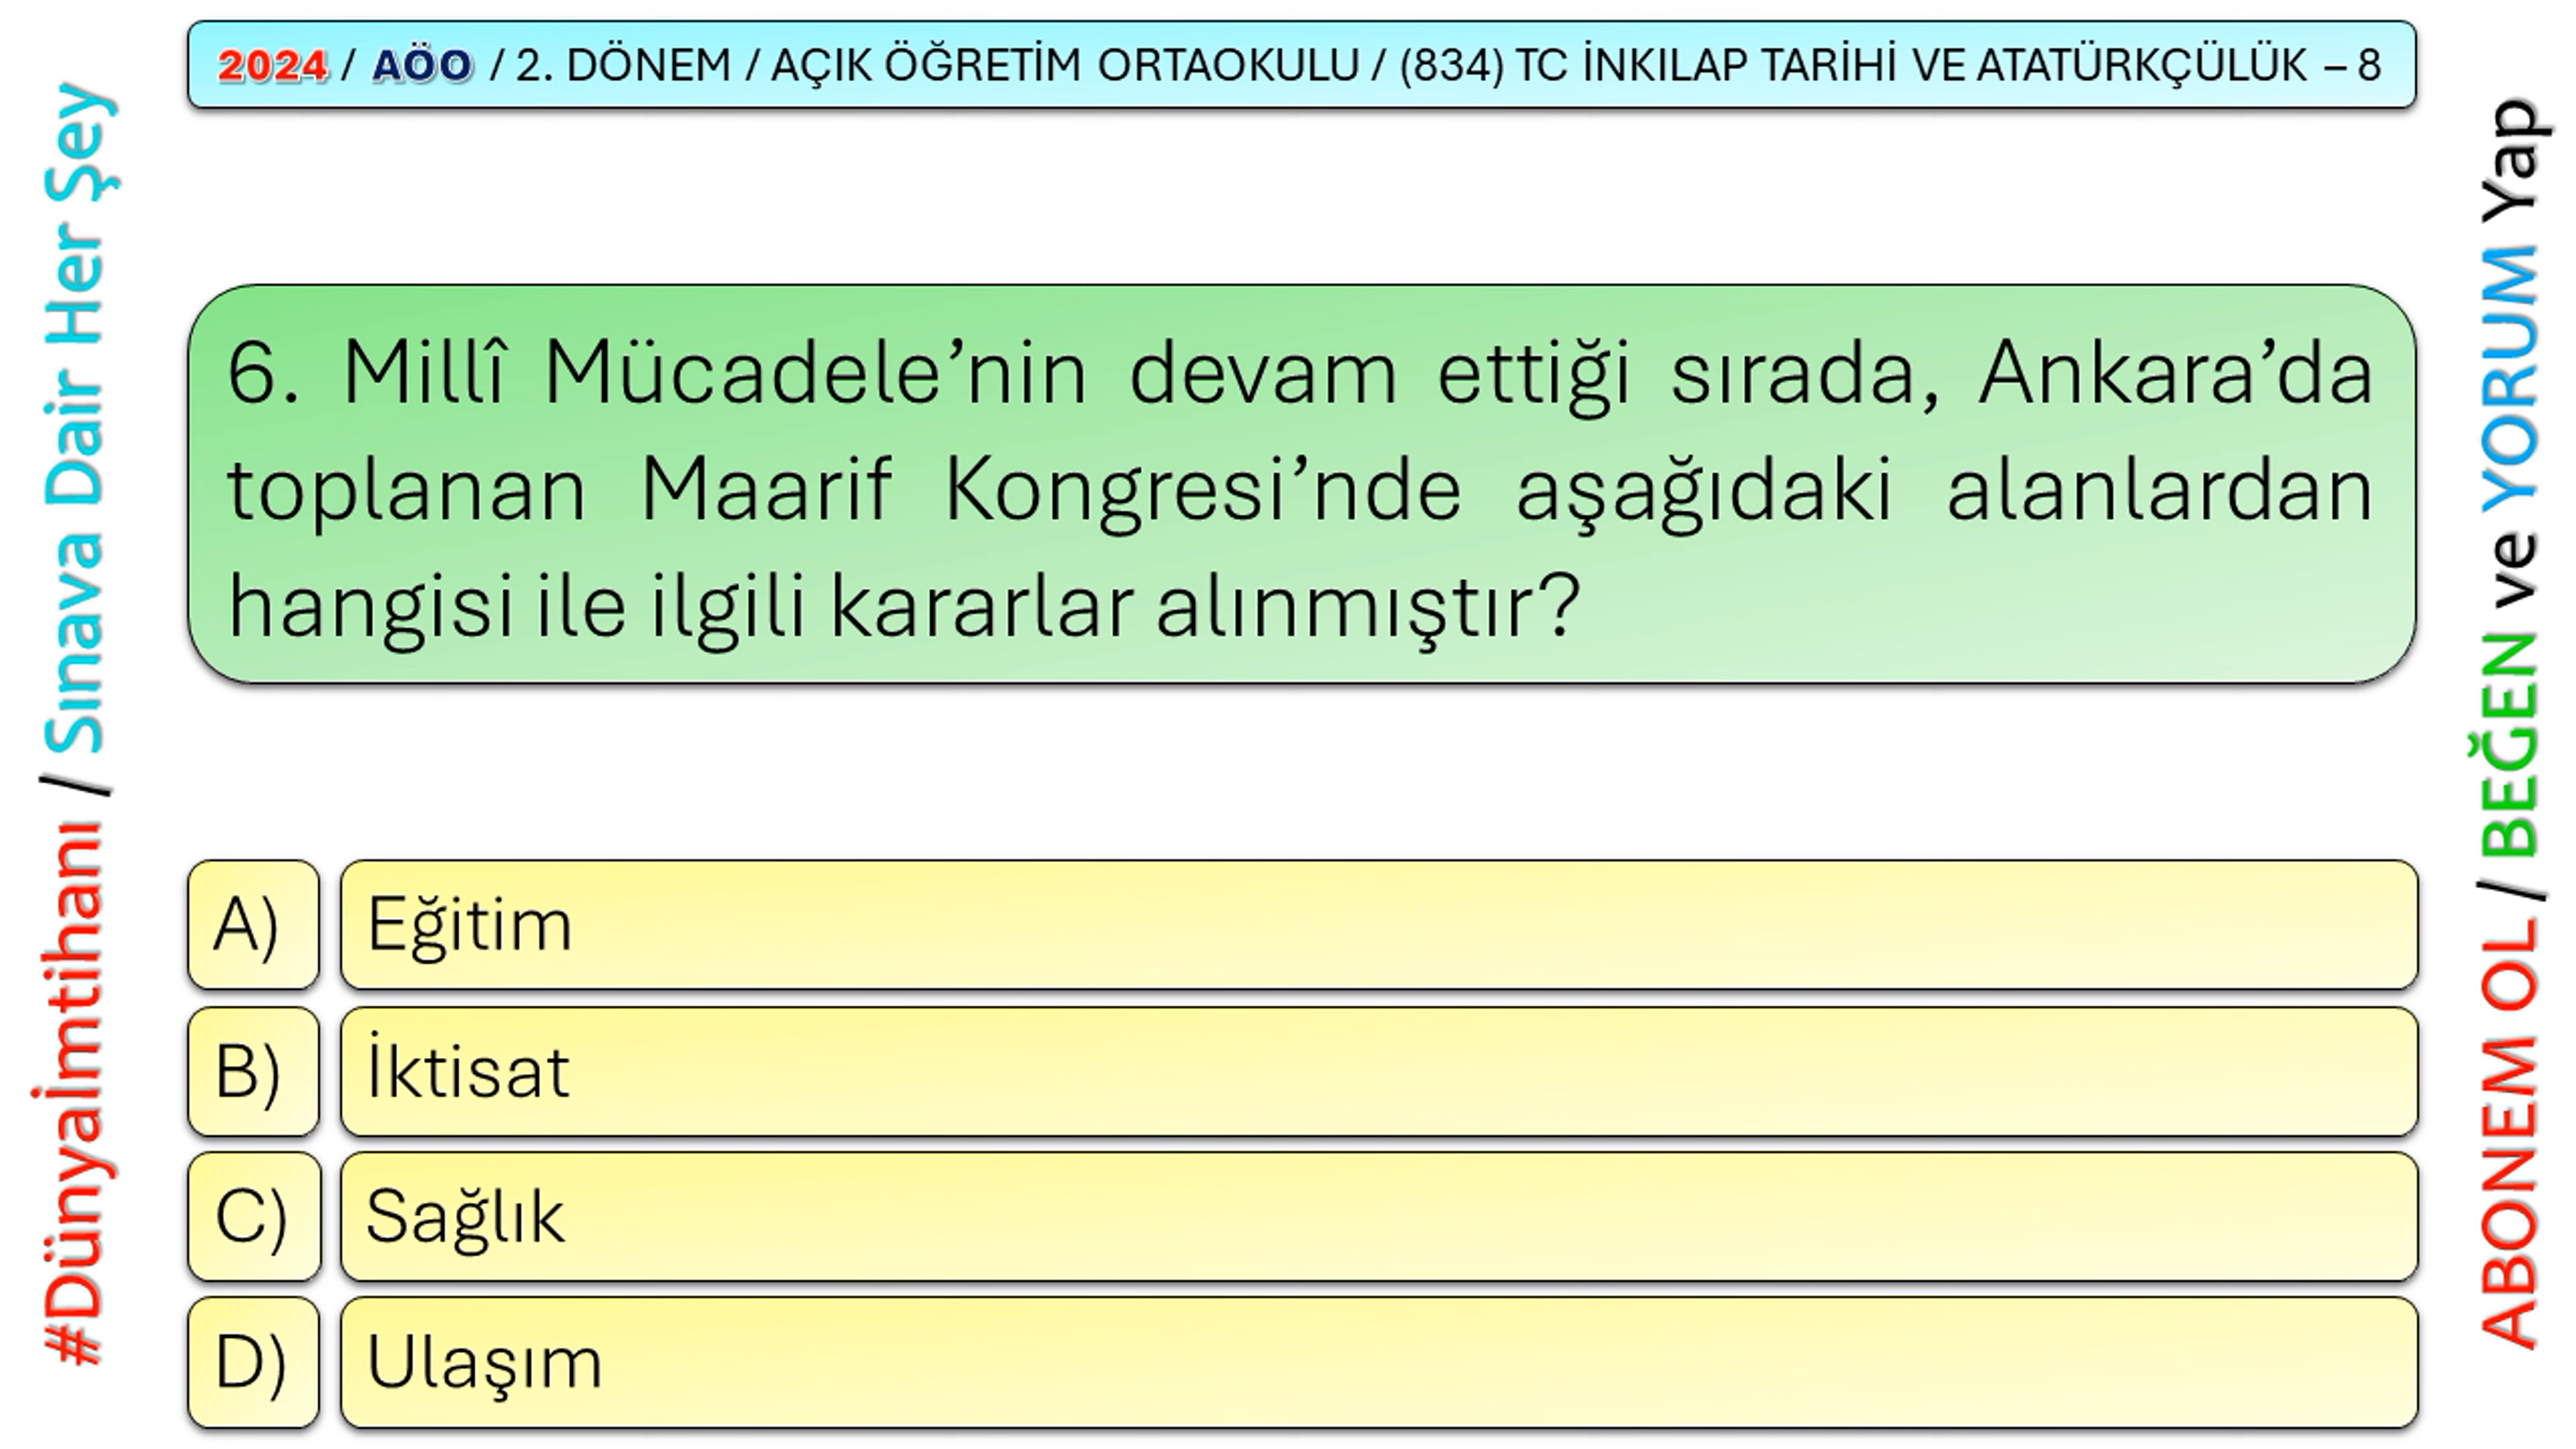 2024 / AÖO / 2. DÖNEM / AÇIK ÖĞRETİM ORTAOKULU / (834) TC İNKILAP TARİHİ VE ATATÜRKÇÜLÜK – 8
#Dünyaİmtihanı / Sınava Dair Her Şey
6. Millî Mücadele’nin devam ettiği sırada, Ankara’da
toplanan Maarif Kongresi’nde aşağıdaki alanlardan
hangisi ile ilgili kararlar alınmıştır?
A) Eğitim
B) İktisat
C) Sağlık
D) Ulaşım
ABONEM OL / BEĞEN ve YORUM Yap